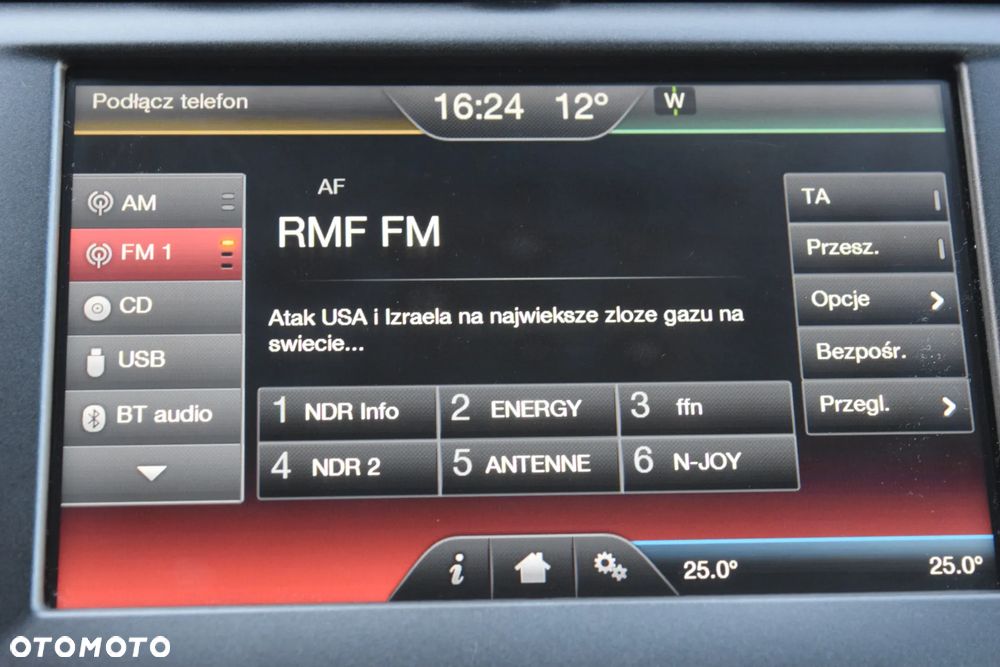 Podłącz telefon
16:24 12° W
AM
FM 1
CD
USB
BT audio
AF
RMF FM
Atak USA i Izraela na najwieksze zloze gazu na
swiecie...
1 NDR Info 2 ENERGY 3 ffn
4 NDR 2 5 ANTENNE 6 N-JOY
TA
Przesz.
Opcje
Bezpośr.
Przegl.
i
25.0° 25.0°
OTOMOTO